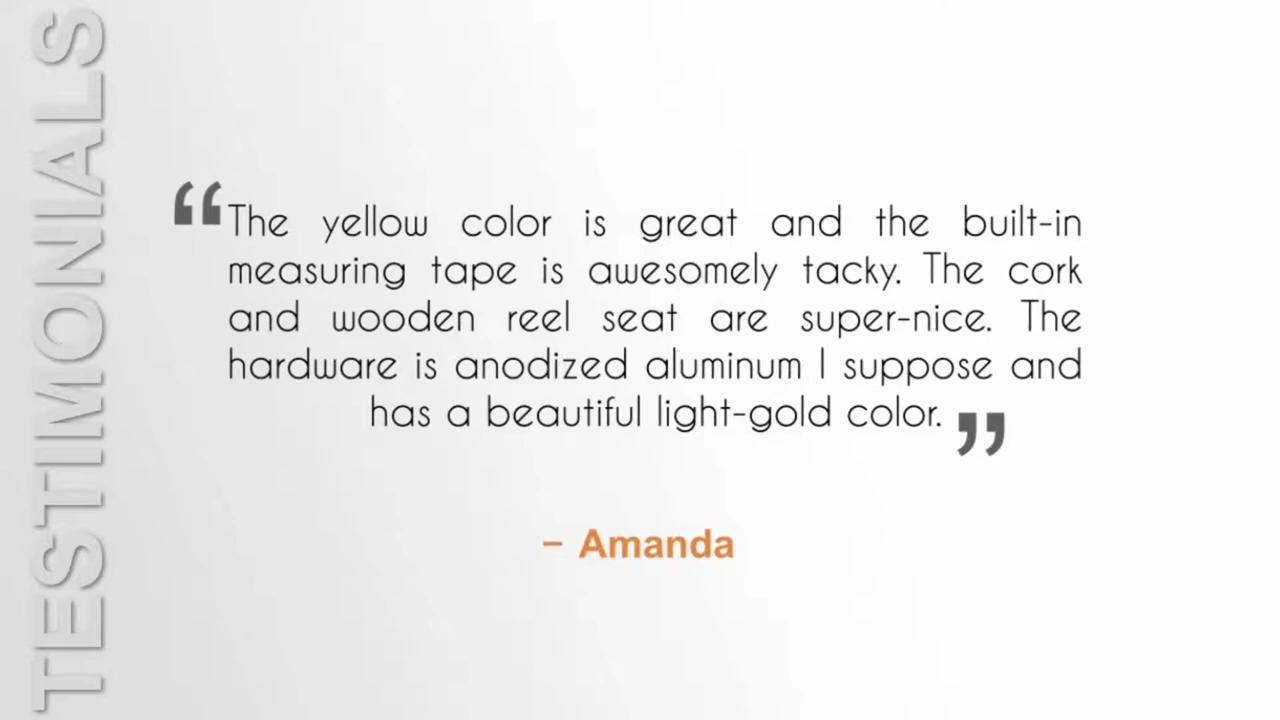 TESTIMONIALS
“The yellow color is great and the built-in
measuring tape is awesomely tacky. The cork
and wooden reel seat are super-nice. The
hardware is anodized aluminum I suppose and
has a beautiful light-gold color.”
– Amanda